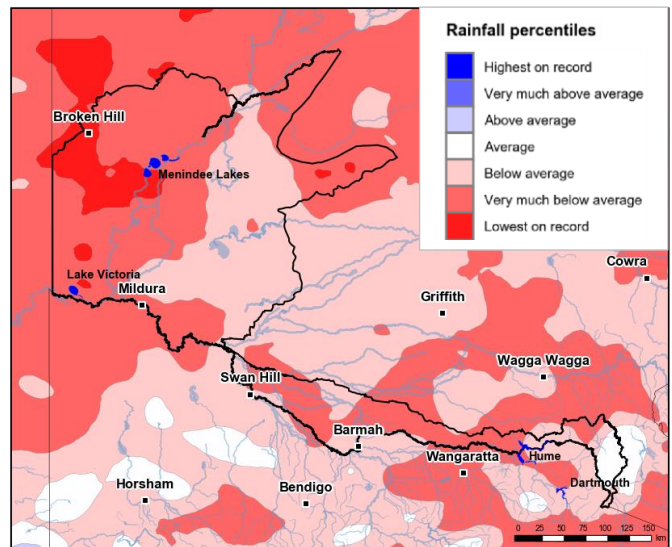 Rainfall percentiles
Highest on record
Very much above average
Above average
Average
Below average
Very much below average
Lowest on record
Broken Hill
Menindee Lakes
Lake Victoria
Mildura
Cowra
Griffith
Wagga Wagga
Swan Hill
Barmah
Wangaratta
Hume
Dartmouth
Horsham
Bendigo
0 25 50 75 100 125 150
km